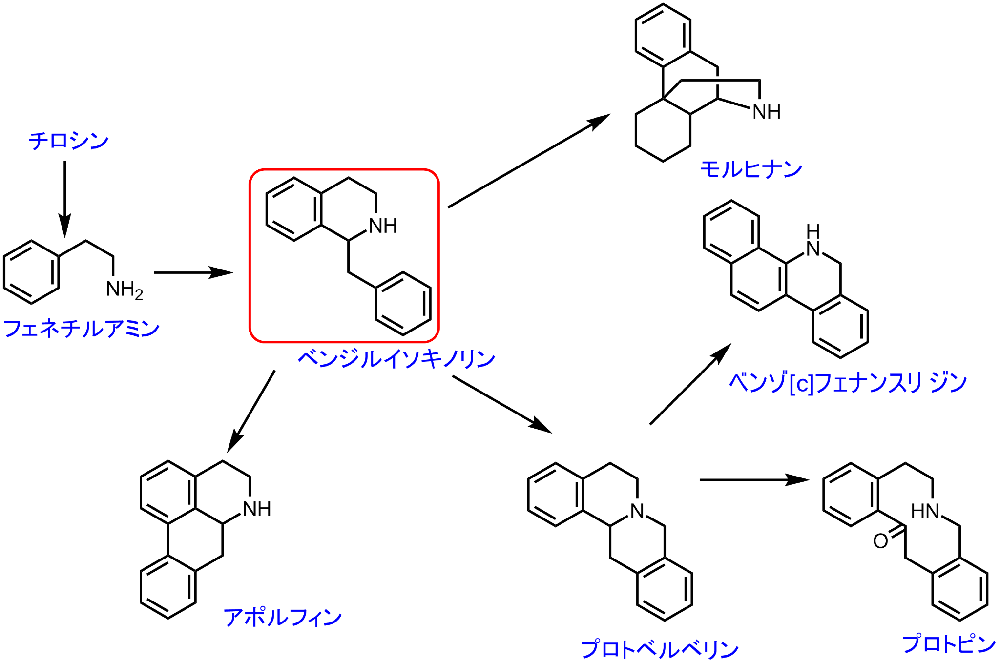 NH
モルヒナン
チロシン
NH
NH₂
フェネチルアミン
ベンジルイソキノリン
H
N
ベンゾ[c]フェナンスリ ジン
NH
アポルフィン
N
プロトベルベリン
HN
O
プロトピン